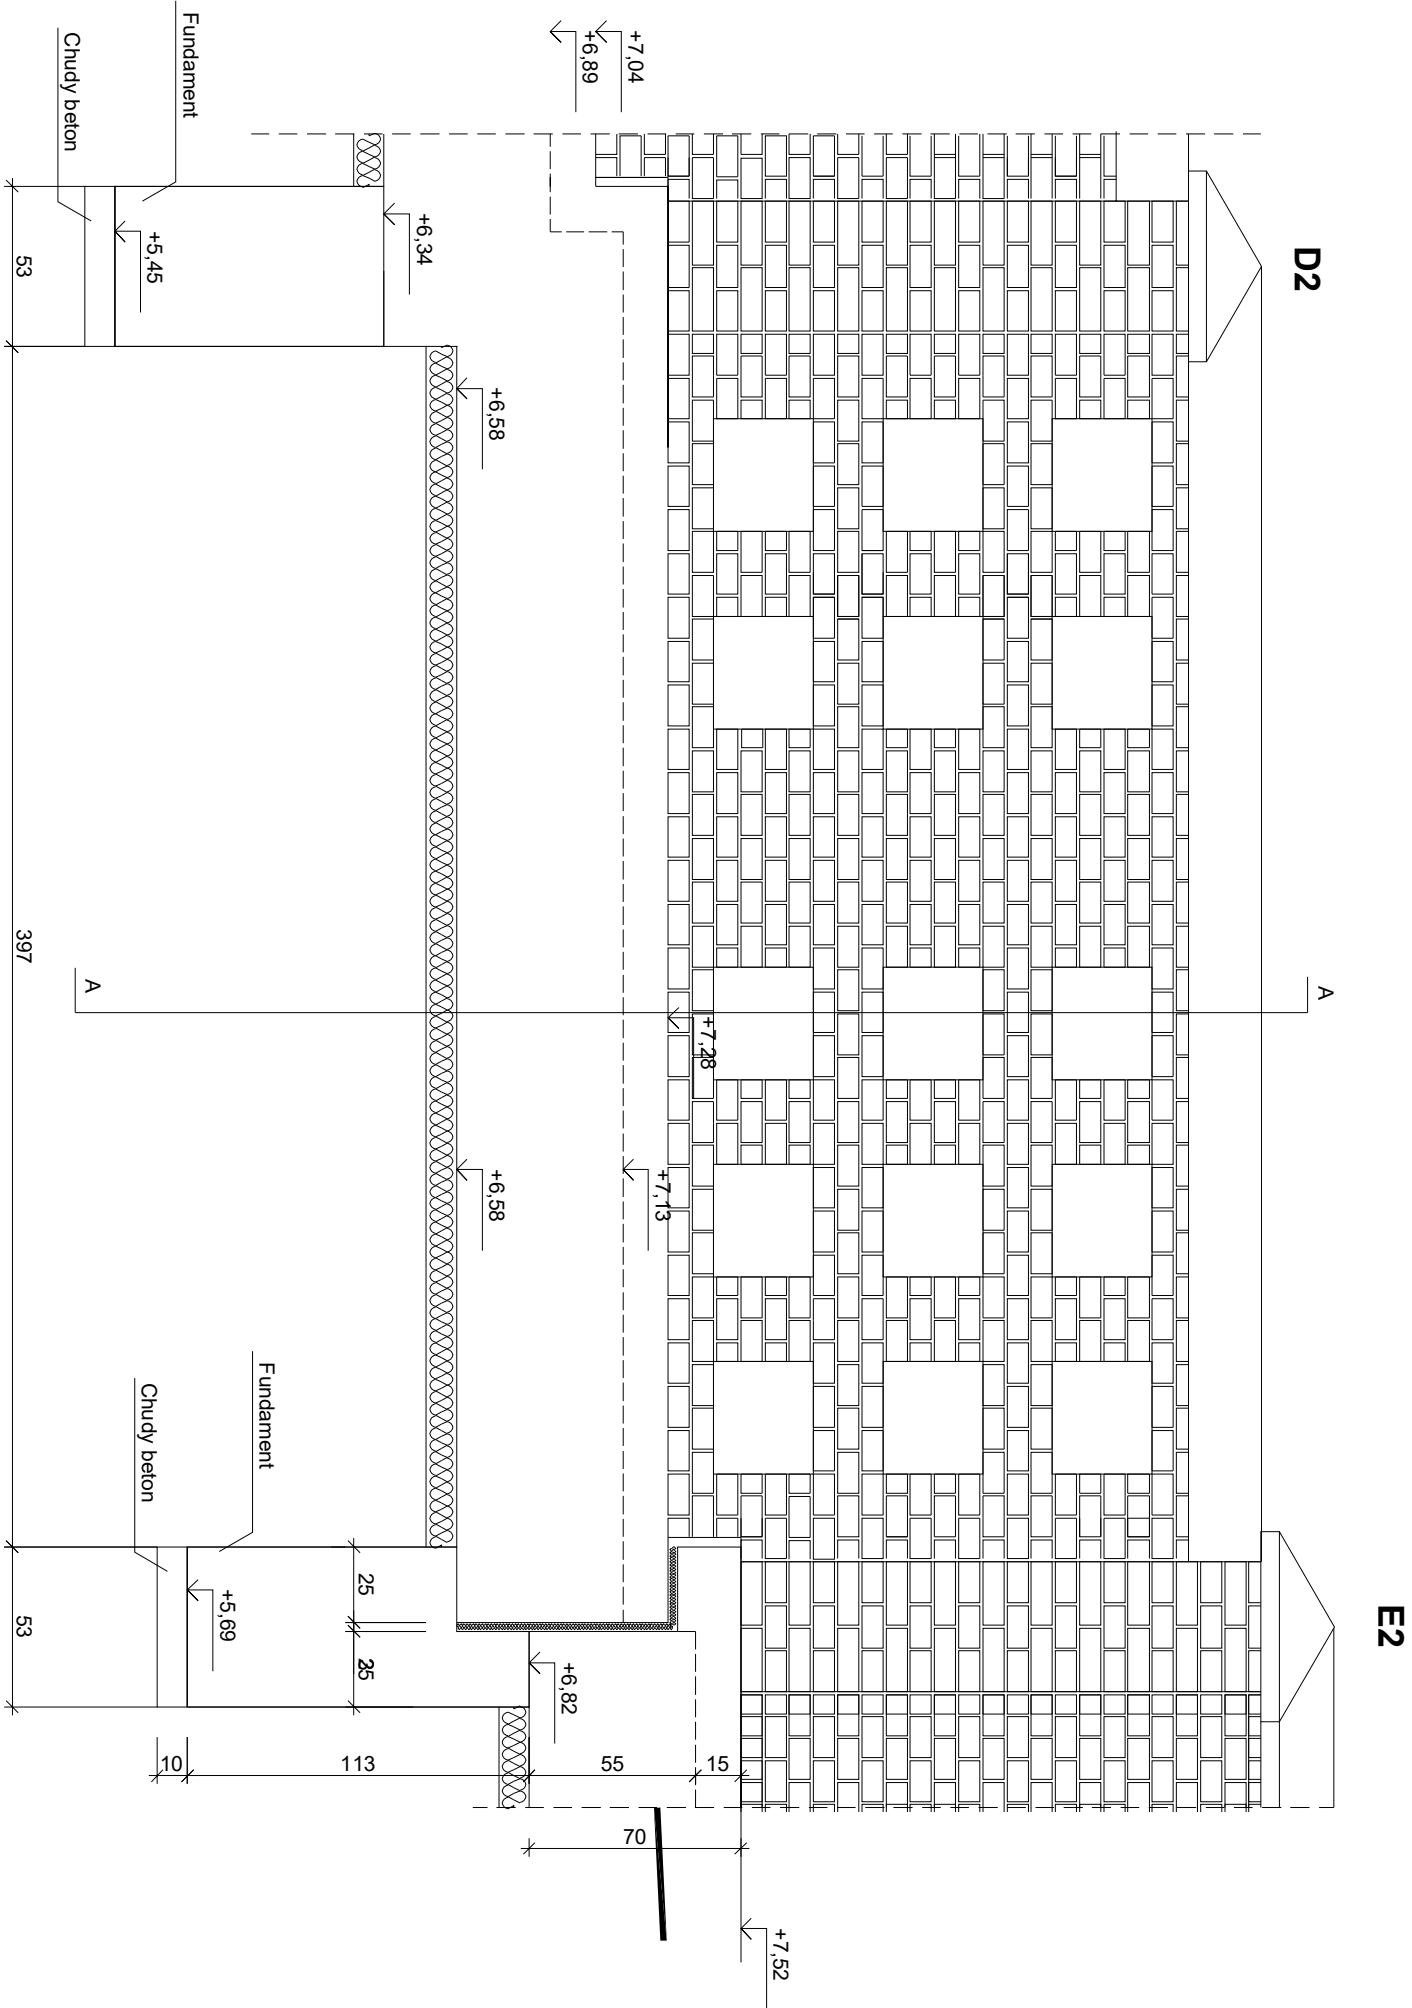 D2
E2
+7,04
+6,89
Fundament
Chudy beton
+6,34
+5,45
53
+6,58
397
A
A
+7,28
+7,13
+6,58
Fundament
Chudy beton
25
25
+5,69
53
+6,82
10
113
55
15
70
+7,52